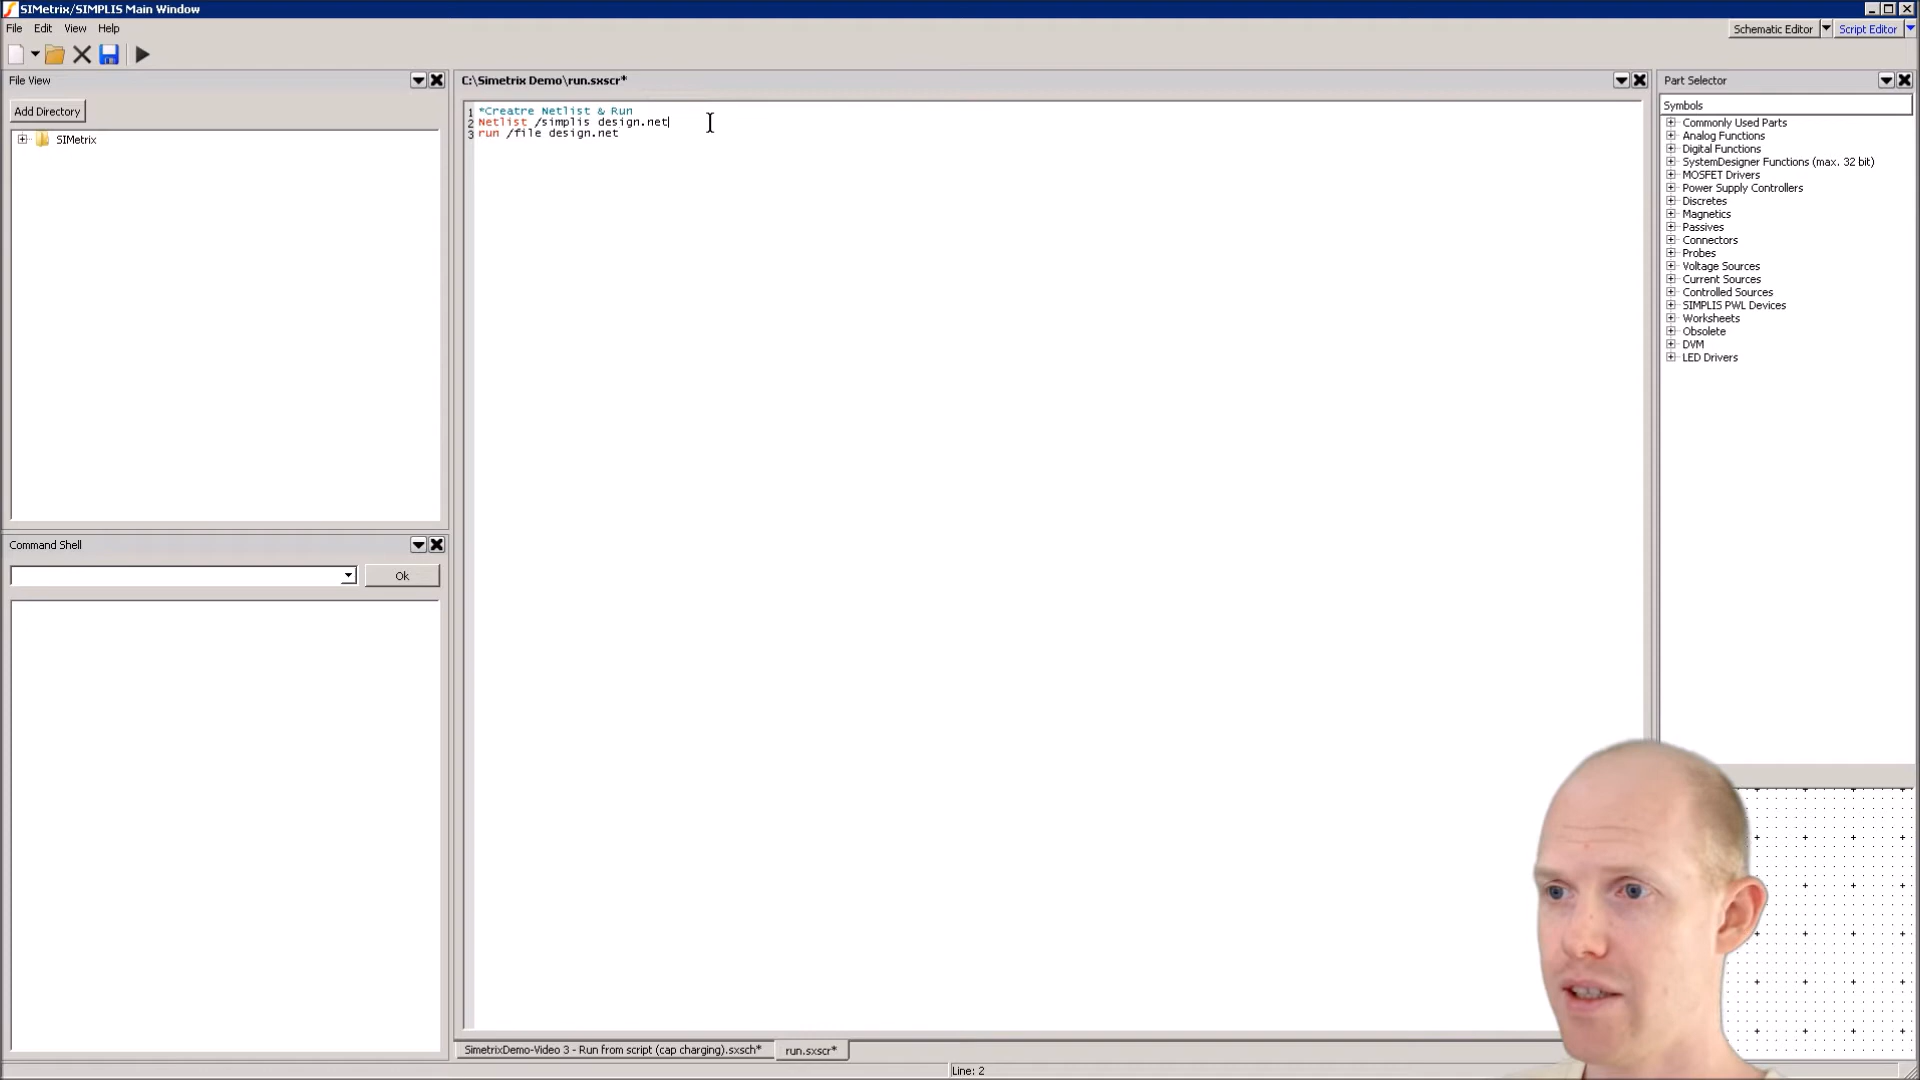 SIMetrix/SIMPLIS Main Window
File Edit View Help
Schematic Editor Script Editor
File View
Add Directory
SIMetrix
Command Shell
Ok
C:\Simetrix Demo\run.sxscr*
1 *Creatre Netlist & Run
2 Netlist /simplis design.net
3 run /file design.net
Part Selector
Symbols
Commonly Used Parts
Analog Functions
Digital Functions
SystemDesigner Functions (max. 32 bit)
MOSFET Drivers
Power Supply Controllers
Discretes
Magnetics
Passives
Connectors
Probes
Voltage Sources
Current Sources
Controlled Sources
SIMPLIS PWL Devices
Worksheets
Obsolete
DVM
LED Drivers
SimetrixDemo-Video 3 - Run from script (cap charging).sxsch* run.sxscr*
Line: 2